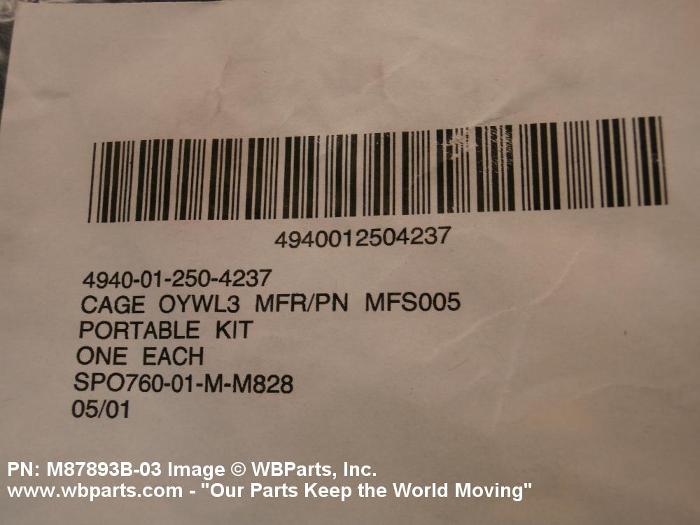 4940012504237
4940-01-250-4237
CAGE OYWL3 MFR/PN MFS005
PORTABLE KIT
ONE EACH
SPO760-01-M-M828
05/01
PN: M87893B-03 Image © WBParts, Inc.
www.wbparts.com - "Our Parts Keep the World Moving"